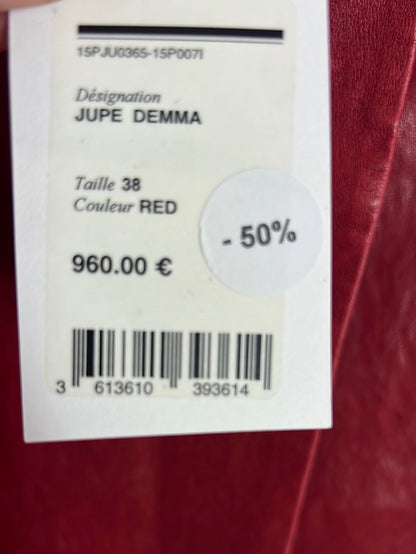 15PJU0365-15P007I
Désignation
JUPE DEMMA
Taille 38
Couleur RED
- 50%
960.00 €
3 613610 393614